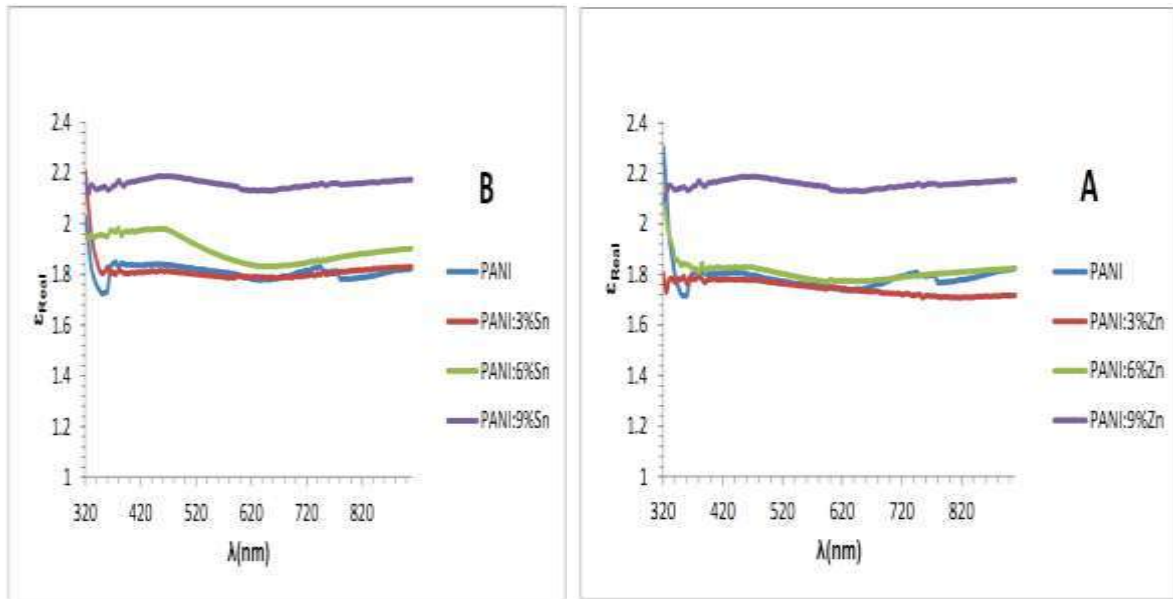 B
εReal
2.4
2.2
2
1.8
1.6
1.4
1.2
1
320 420 520 620 720 820
λ(nm)
PANI
PANI:3%Sn
PANI:6%Sn
PANI:9%Sn
A
εReal
2.4
2.2
2
1.8
1.6
1.4
1.2
1
320 420 520 620 720 820
λ(nm)
PANI
PANI:3%Zn
PANI:6%Zn
PANI:9%Zn